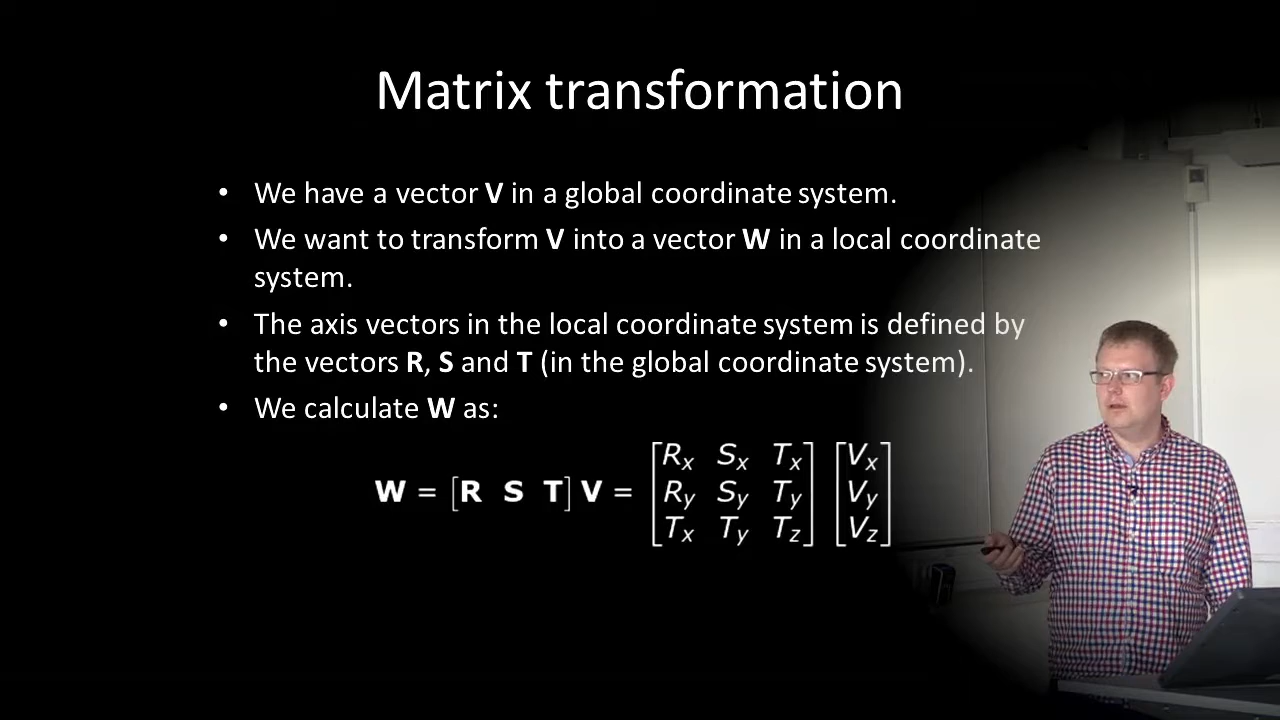 Matrix transformation
• We have a vector V in a global coordinate system.
• We want to transform V into a vector W in a local coordinate
system.
• The axis vectors in the local coordinate system is defined by
the vectors R, S and T (in the global coordinate system).
• We calculate W as:
W = [R S T] V = [Rx Sx Tx] [Vx]
[Ry Sy Ty] [Vy]
[Tx Ty Tz] [Vz]